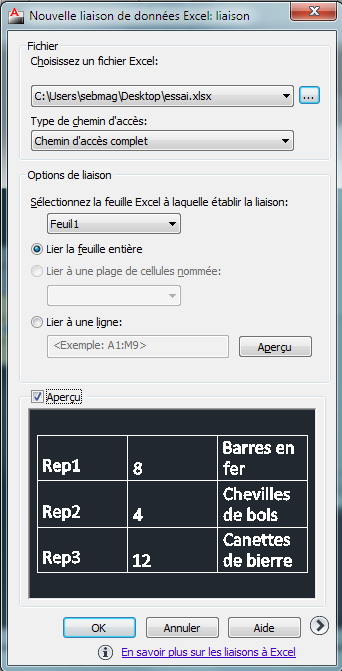 Nouvelle liaison de données Excel: liaison
Fichier
Choisissez un fichier Excel:
C:\Users\sebmag\Desktop\essai.xlsx
...
Type de chemin d'accès:
Chemin d'accès complet
Options de liaison
Sélectionnez la feuille Excel à laquelle établir la liaison:
Feuil1
Lier la feuille entière
Lier à une plage de cellules nommée:
Lier à une ligne:
<Exemple: A1:M9>
Aperçu
Aperçu
Rep1 8 Barres en fer
Rep2 4 Chevilles de bols
Rep3 12 Canettes de bierre
OK Annuler Aide
En savoir plus sur les liaisons à Excel